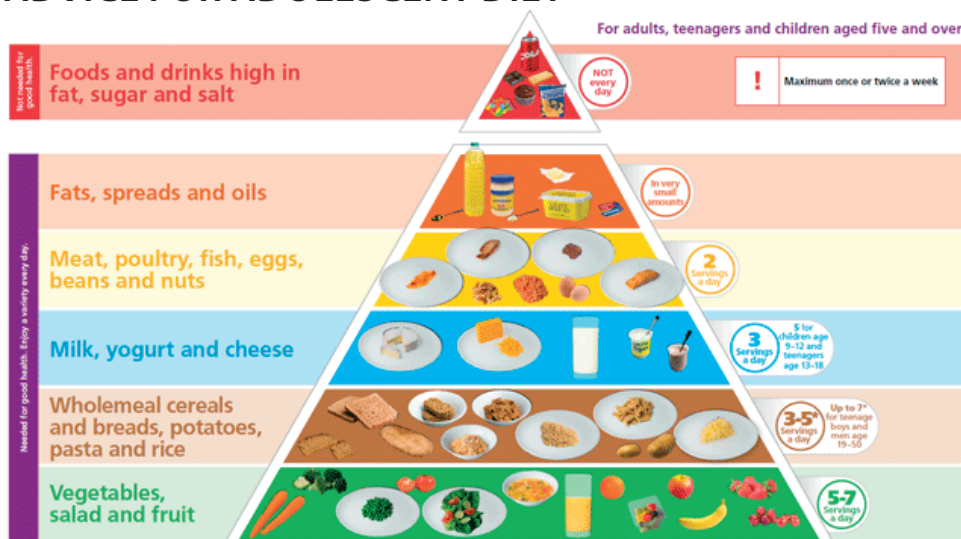 For adults, teenagers and children aged five and over
Not needed for
good health.
Foods and drinks high in
fat, sugar and salt
NOT
every
day
!
Maximum once or twice a week
Needed for good health. Enjoy a variety every day.
Fats, spreads and oils
In very
small
amounts
Meat, poultry, fish, eggs,
beans and nuts
2
Servings
a day
Milk, yogurt and cheese
3
Servings
a day
5 for
children age
9–12 and
teenagers
age 13–18
Wholemeal cereals
and breads, potatoes,
pasta and rice
3-5*
Servings
a day
Up to 7*
for teenage
boys and
men age
19–50
Vegetables,
salad and fruit
5-7
Servings
a day